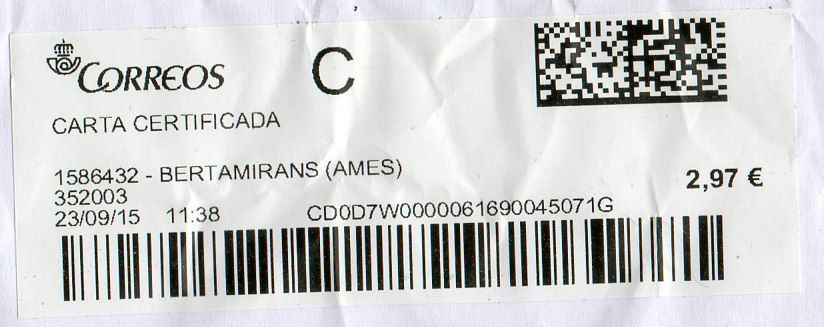 CORREOS
C
CARTA CERTIFICADA
1586432 - BERTAMIRANS (AMES)
352003
2,97 €
23/09/15 11:38 CD0D7W0000061690045071G